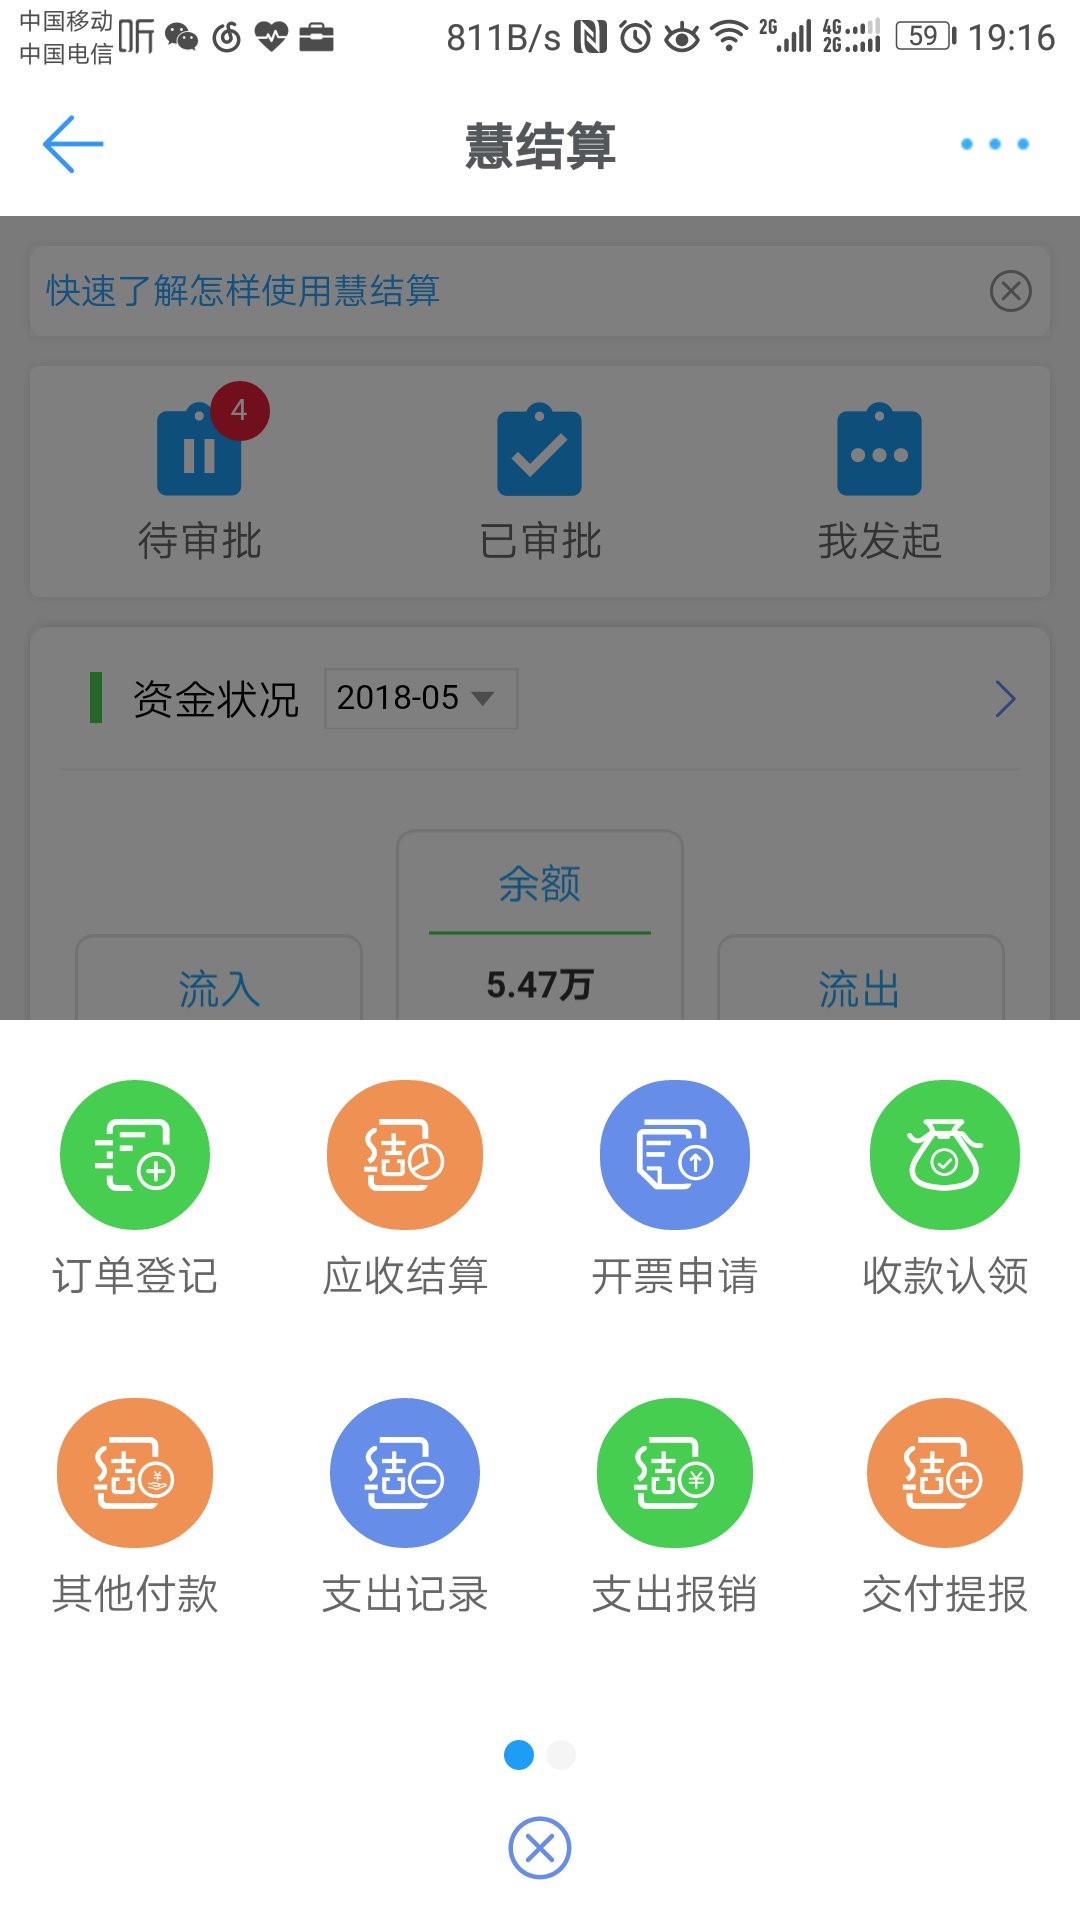 中国移动
中国电信
听
811B/s
2G
4G
2G
59
19:16
慧结算
快速了解怎样使用慧结算
4
待审批
已审批
我发起
资金状况
2018-05
余额
5.47万
流入
流出
订单登记
应收结算
开票申请
收款认领
其他付款
支出记录
支出报销
交付提报